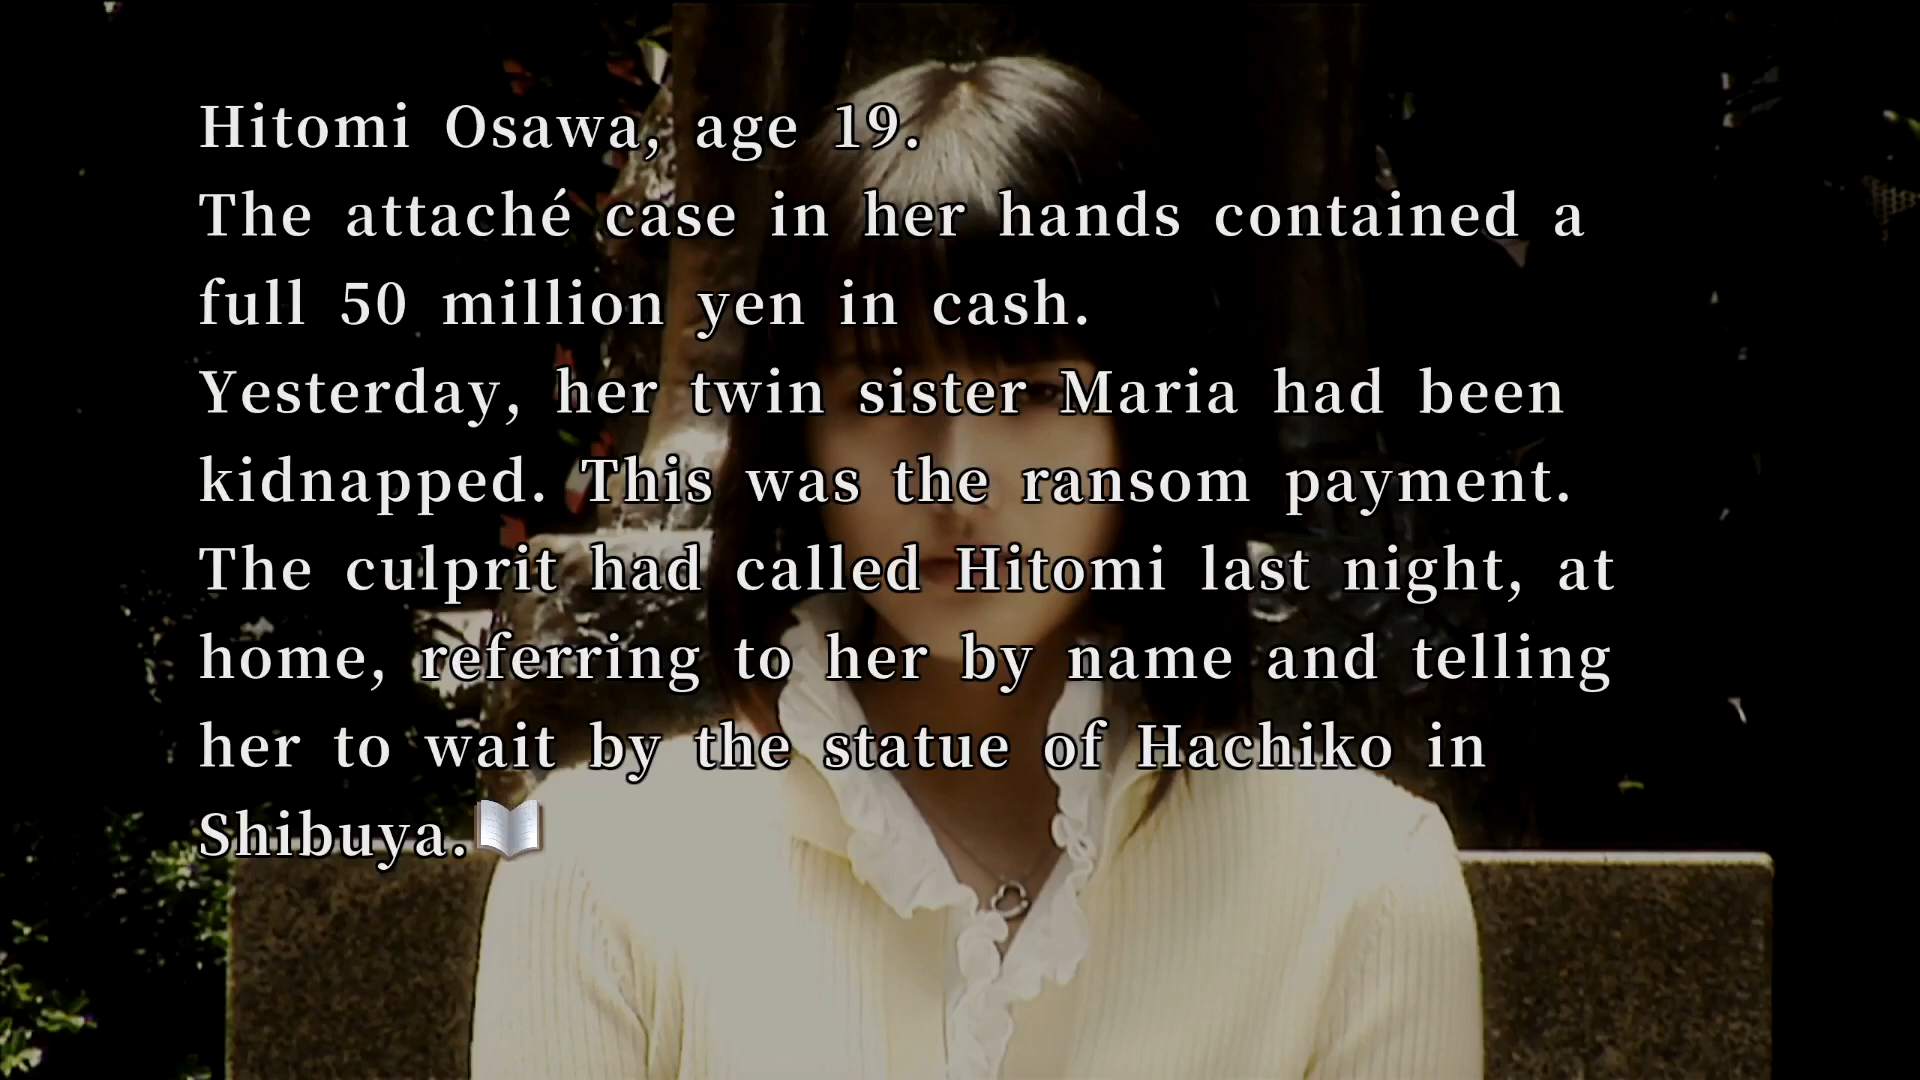 Hitomi Osawa, age 19.
The attaché case in her hands contained a
full 50 million yen in cash.
Yesterday, her twin sister Maria had been
kidnapped. This was the ransom payment.
The culprit had called Hitomi last night, at
home, referring to her by name and telling
her to wait by the statue of Hachiko in
Shibuya.